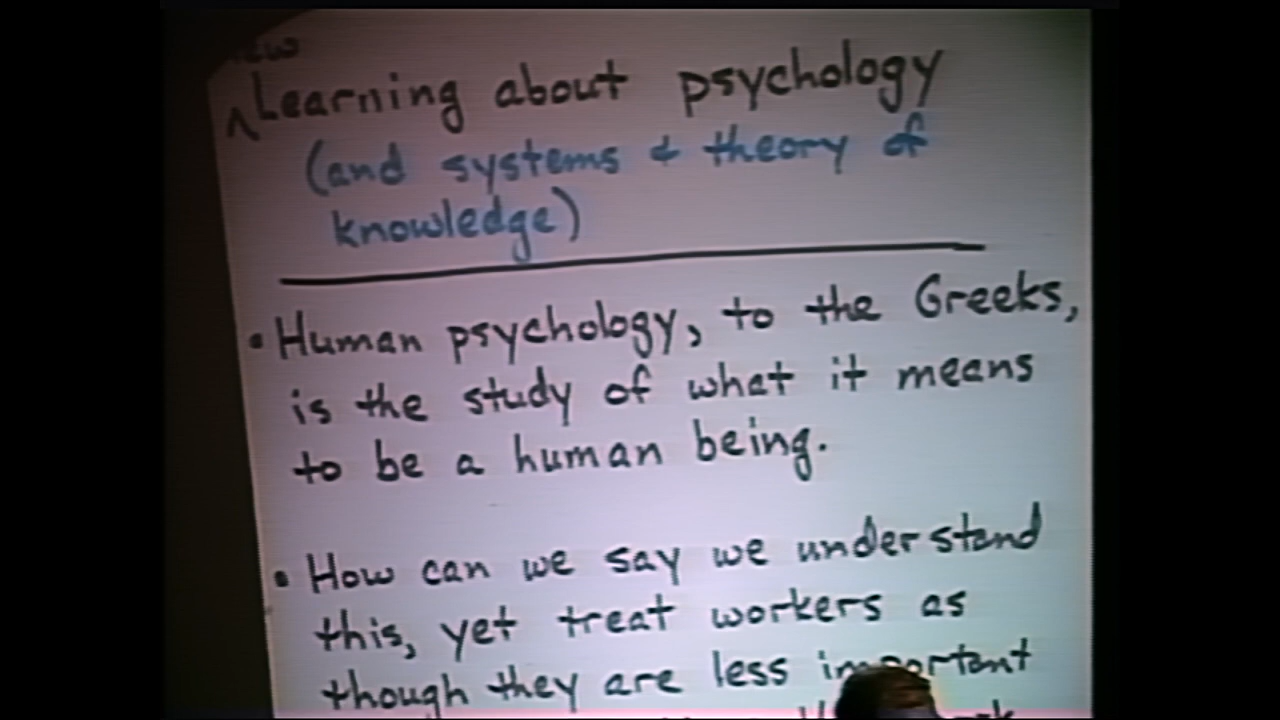 ^Learning about psychology
(and systems & theory of
knowledge)
• Human psychology, to the Greeks,
is the study of what it means
to be a human being.
• How can we say we understand
this, yet treat workers as
though they are less important